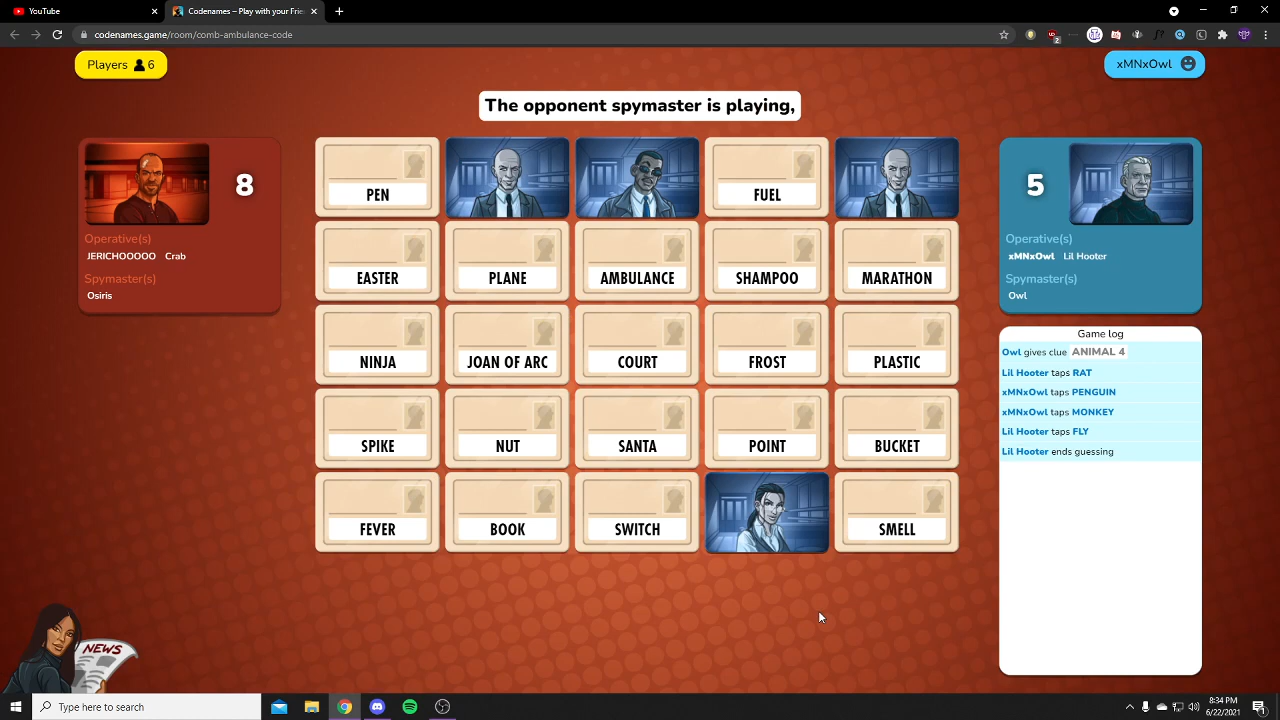 YouTube
Codenames – Play with your Frie
codenames.game/room/comb-ambulance-code
Players 6
xMNxOwl
The opponent spymaster is playing,
8
Operative(s)
JERICHOOOOO Crab
Spymaster(s)
Osiris
PEN
FUEL
EASTER
PLANE
AMBULANCE
SHAMPOO
MARATHON
NINJA
JOAN OF ARC
COURT
FROST
PLASTIC
SPIKE
NUT
SANTA
POINT
BUCKET
FEVER
BOOK
SWITCH
SMELL
5
Operative(s)
xMNxOwl Lil Hooter
Spymaster(s)
Owl
Game log
Owl gives clue ANIMAL 4
Lil Hooter taps RAT
xMNxOwl taps PENGUIN
xMNxOwl taps MONKEY
Lil Hooter taps FLY
Lil Hooter ends guessing
NEWS
Type here to search
8:34 PM
6/22/2021